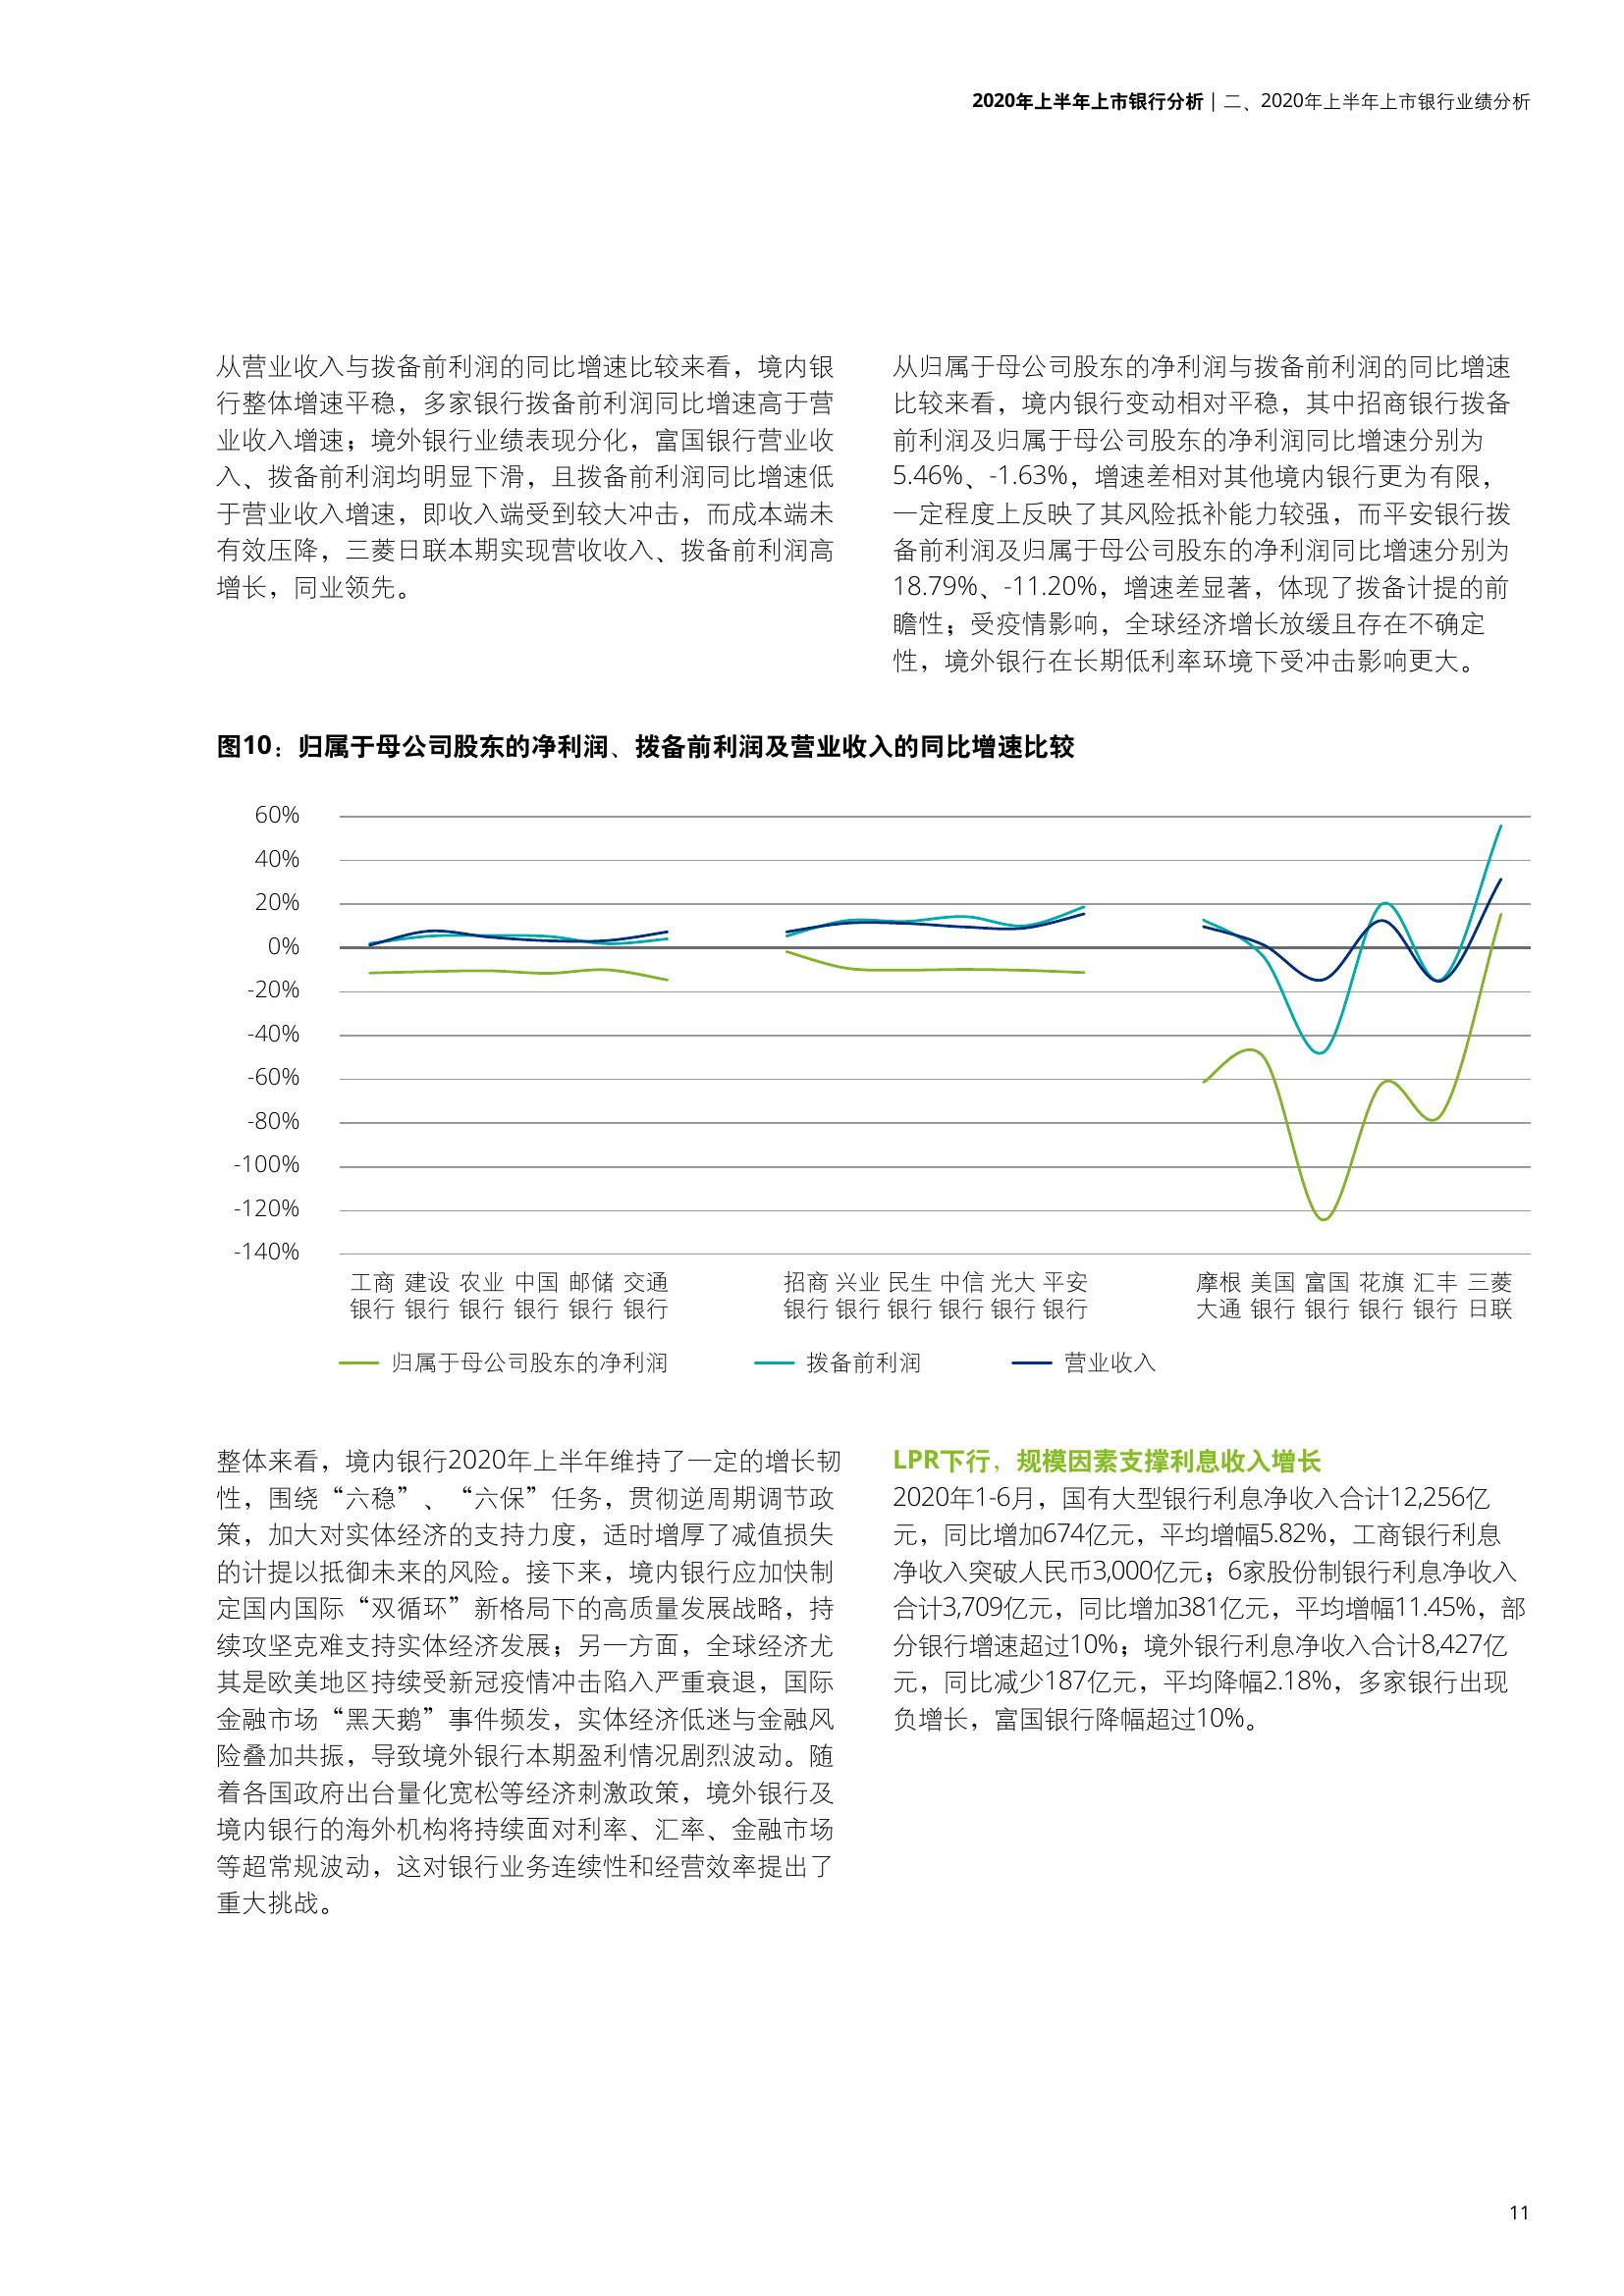 2020年上半年上市银行分析 | 二、2020年上半年上市银行业绩分析
从营业收入与拨备前利润的同比增速比较来看，境内银
行整体增速平稳，多家银行拨备前利润同比增速高于营
业收入增速；境外银行业绩表现分化，富国银行营业收
入、拨备前利润均明显下滑，且拨备前利润同比增速低
于营业收入增速，即收入端受到较大冲击，而成本端未
有效压降，三菱日联本期实现营收收入、拨备前利润高
增长，同业领先。
从归属于母公司股东的净利润与拨备前利润的同比增速
比较来看，境内银行变动相对平稳，其中招商银行拨备
前利润及归属于母公司股东的净利润同比增速分别为
5.46%、-1.63%，增速差相对其他境内银行更为有限，
一定程度上反映了其风险抵补能力较强，而平安银行拨
备前利润及归属于母公司股东的净利润同比增速分别为
18.79%、-11.20%，增速差显著，体现了拨备计提的前
瞻性；受疫情影响，全球经济增长放缓且存在不确定
性，境外银行在长期低利率环境下受冲击影响更大。
图10：归属于母公司股东的净利润、拨备前利润及营业收入的同比增速比较
60%
40%
20%
0%
-20%
-40%
-60%
-80%
-100%
-120%
-140%
工商 建设 农业 中国 邮储 交通 招商 兴业 民生 中信 光大 平安 摩根 美国 富国 花旗 汇丰 三菱
银行 银行 银行 银行 银行 银行 银行 银行 银行 银行 银行 银行 大通 银行 银行 银行 银行 日联
归属于母公司股东的净利润 拨备前利润 营业收入
整体来看，境内银行2020年上半年维持了一定的增长韧
性，围绕“六稳”、“六保”任务，贯彻逆周期调节政
策，加大对实体经济的支持力度，适时增厚了减值损失
的计提以抵御未来的风险。接下来，境内银行应加快制
定国内国际“双循环”新格局下的高质量发展战略，持
续攻坚克难支持实体经济发展；另一方面，全球经济尤
其是欧美地区持续受新冠疫情冲击陷入严重衰退，国际
金融市场“黑天鹅”事件频发，实体经济低迷与金融风
险叠加共振，导致境外银行本期盈利情况剧烈波动。随
着各国政府出台量化宽松等经济刺激政策，境外银行及
境内银行的海外机构将持续面对利率、汇率、金融市场
等超常规波动，这对银行业务连续性和经营效率提出了
重大挑战。
LPR下行，规模因素支撑利息收入增长
2020年1-6月，国有大型银行利息净收入合计12,256亿
元，同比增加674亿元，平均增幅5.82%，工商银行利息
净收入突破人民币3,000亿元；6家股份制银行利息净收入
合计3,709亿元，同比增加381亿元，平均增幅11.45%，部
分银行增速超过10%；境外银行利息净收入合计8,427亿
元，同比减少187亿元，平均降幅2.18%，多家银行出现
负增长，富国银行降幅超过10%。
11